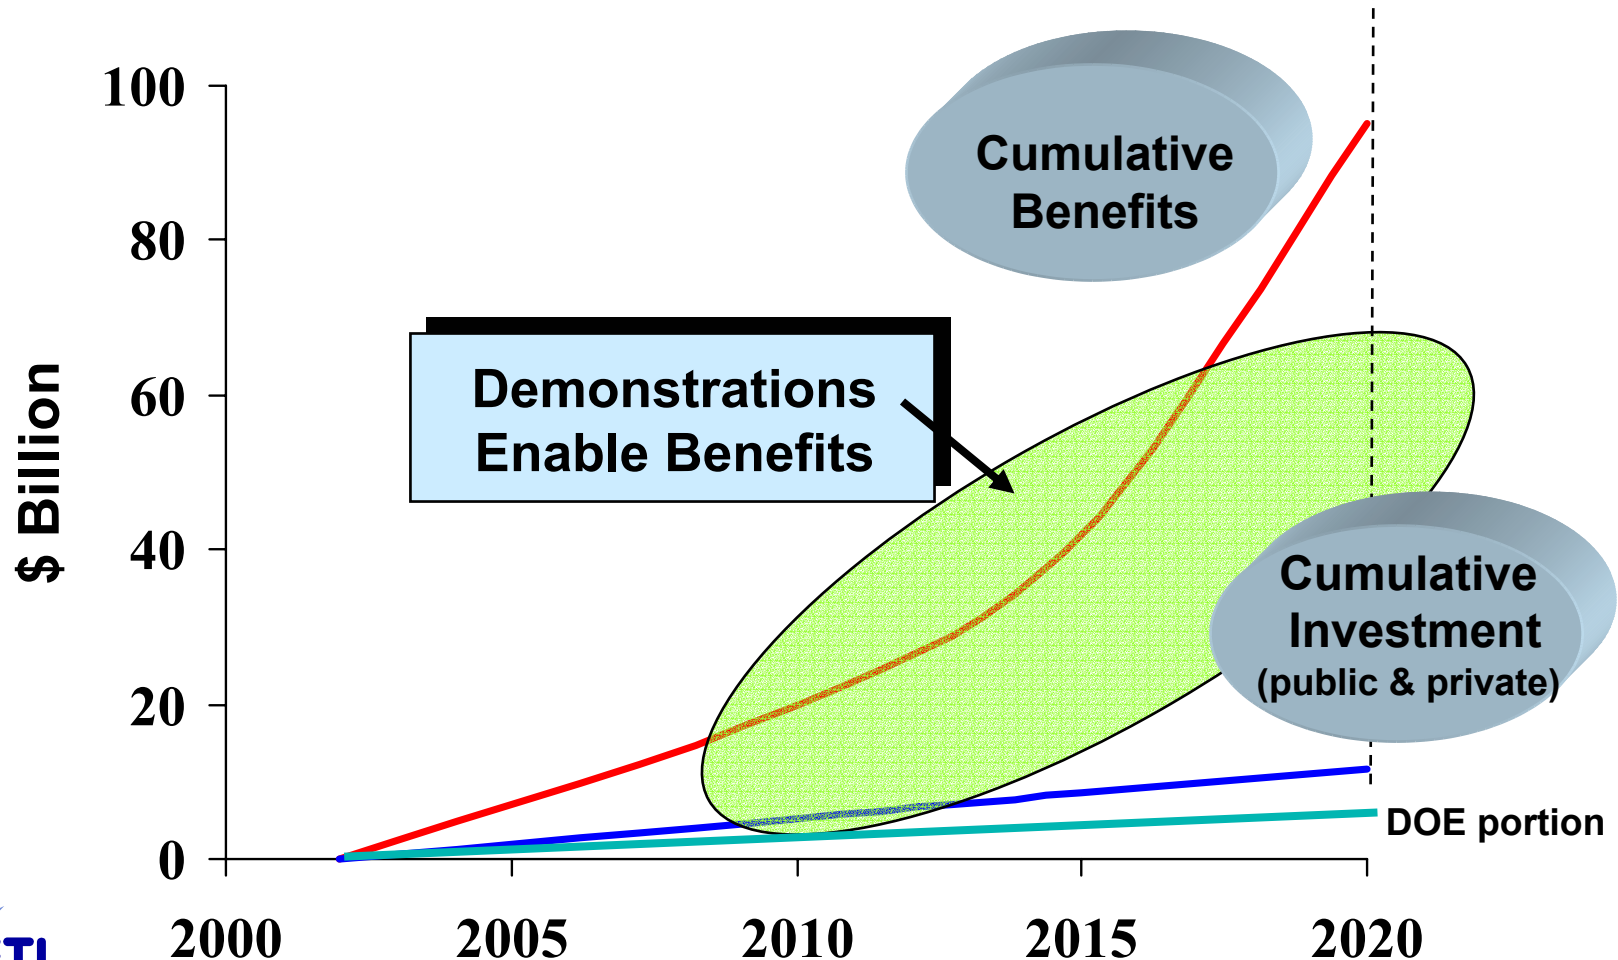 100
80
60
40
20
0
$ Billion
Cumulative
Benefits
Demonstrations
Enable Benefits
Cumulative
Investment
(public & private)
DOE portion
2000
2005
2010
2015
2020